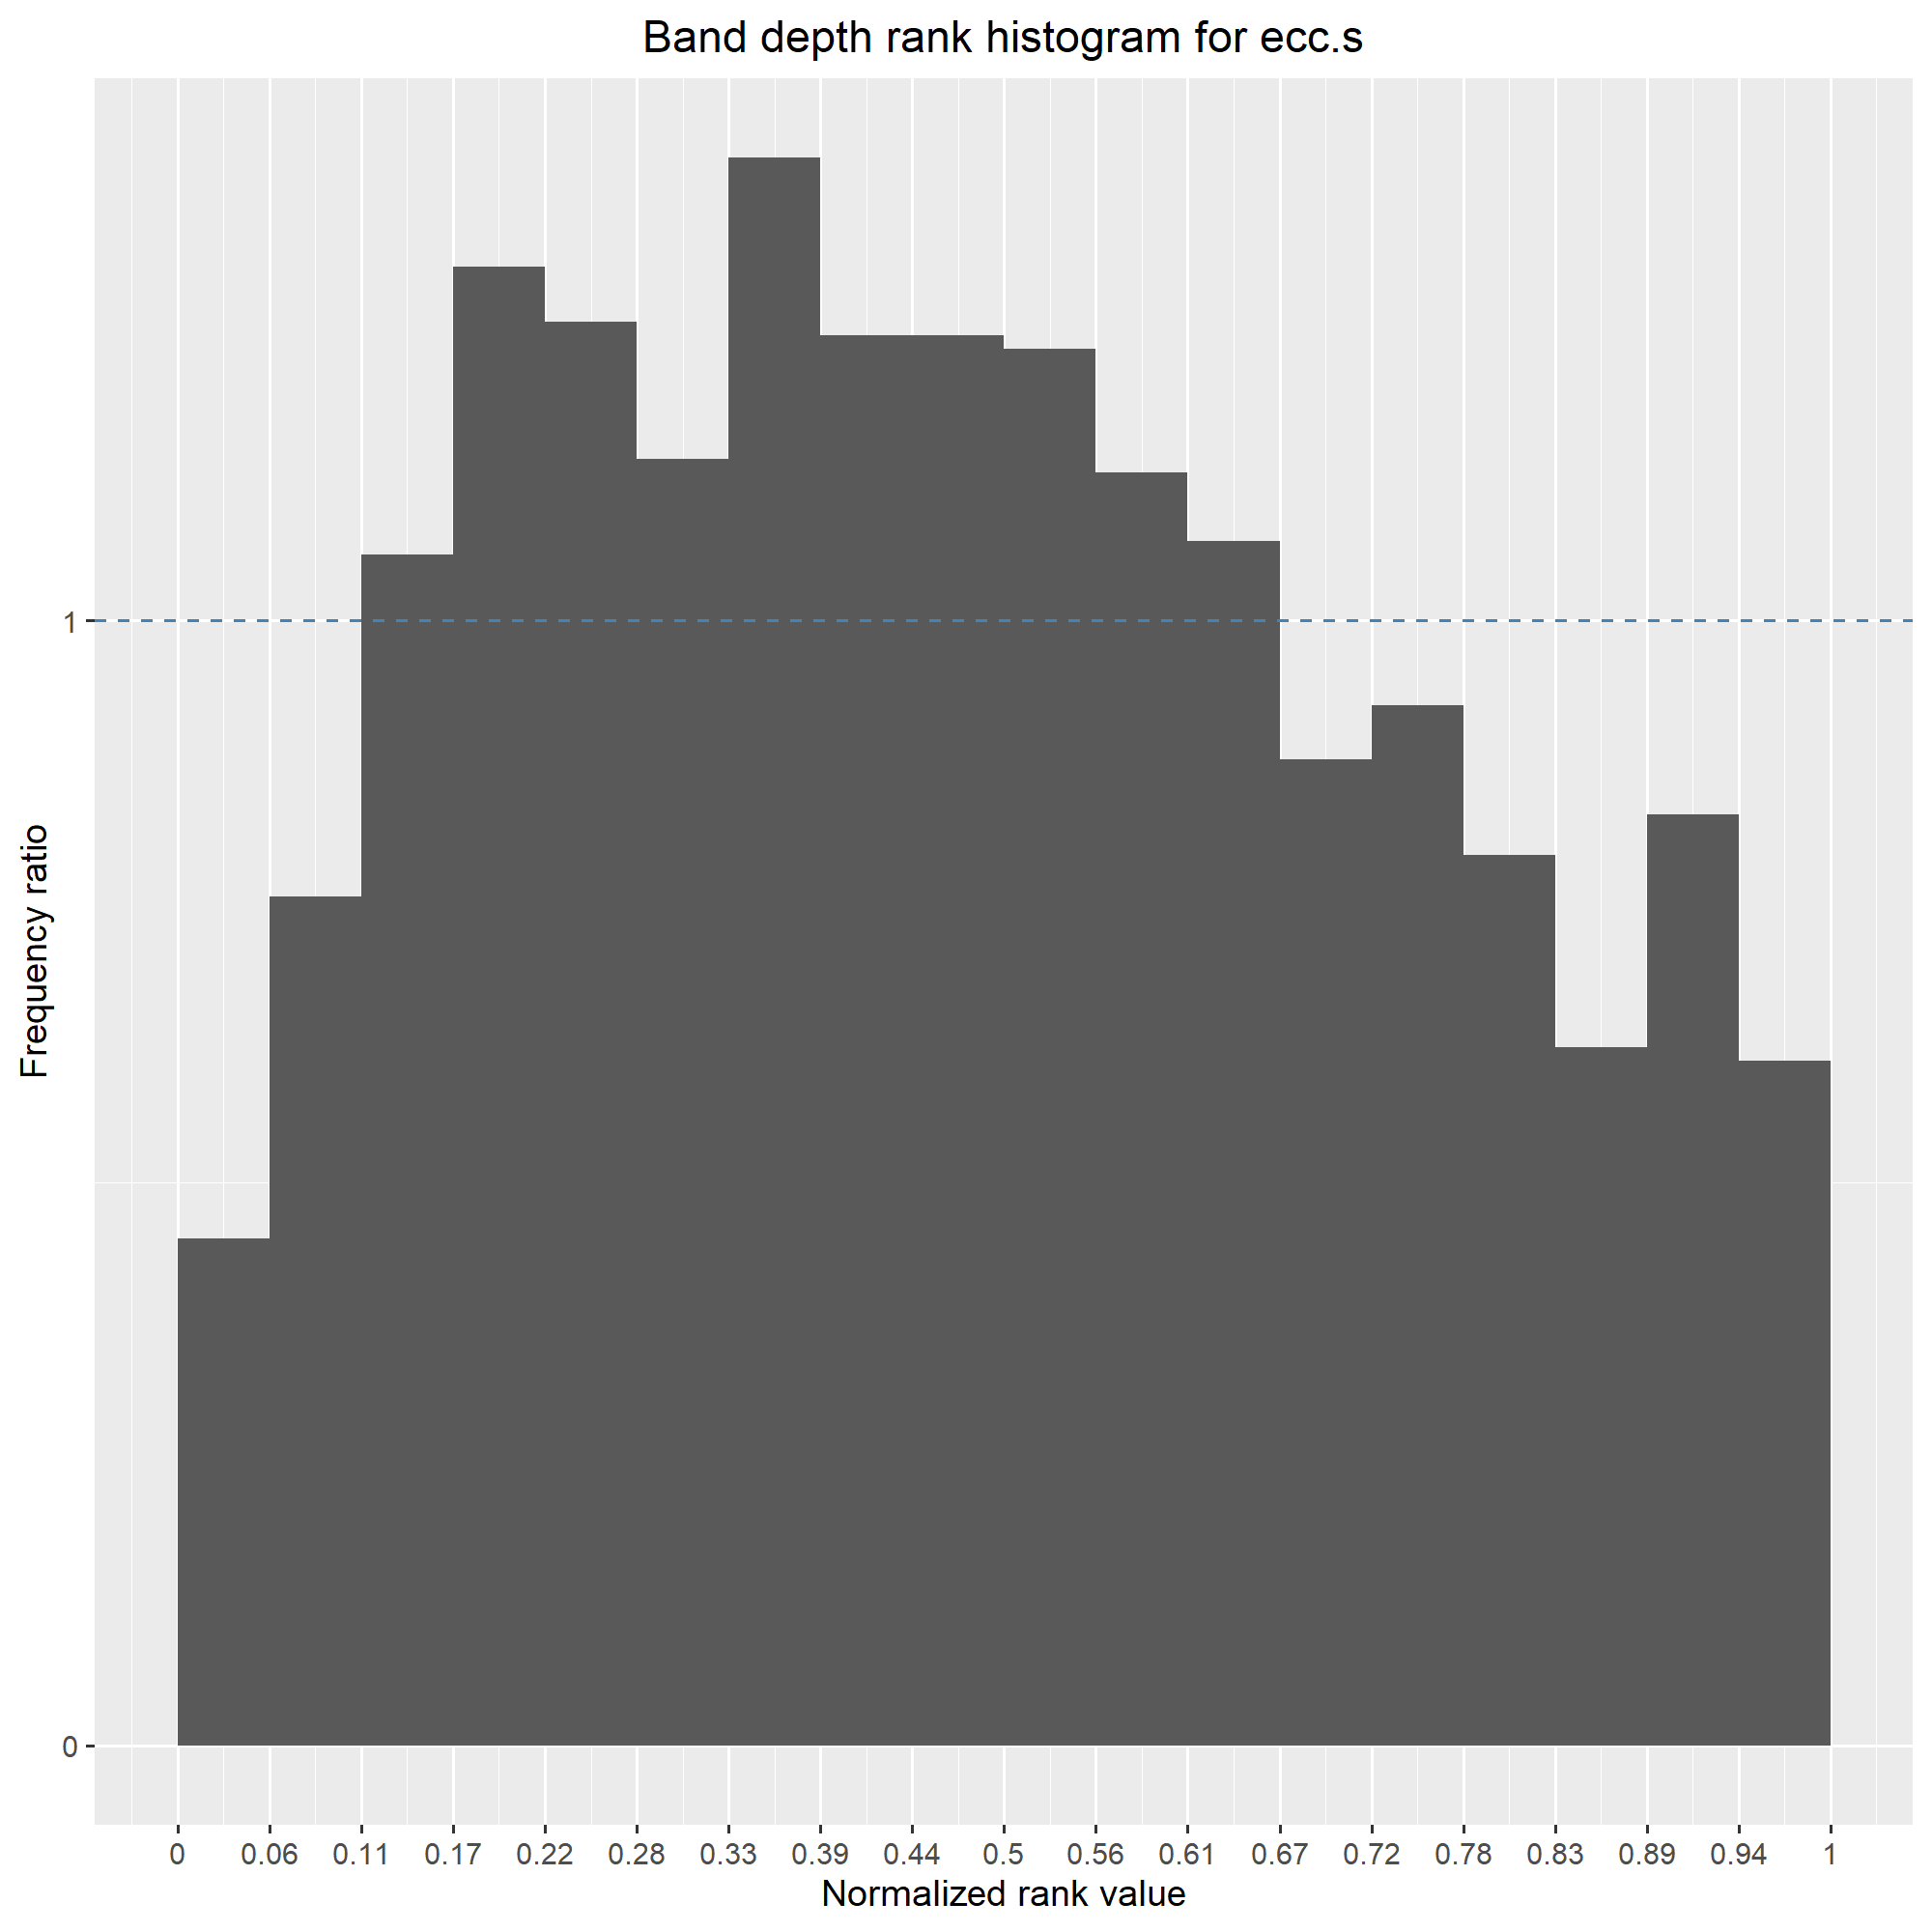 Band depth rank histogram for ecc.s
Frequency ratio
1
0
0 0.06 0.11 0.17 0.22 0.28 0.33 0.39 0.44 0.5 0.56 0.61 0.67 0.72 0.78 0.83 0.89 0.94 1
Normalized rank value